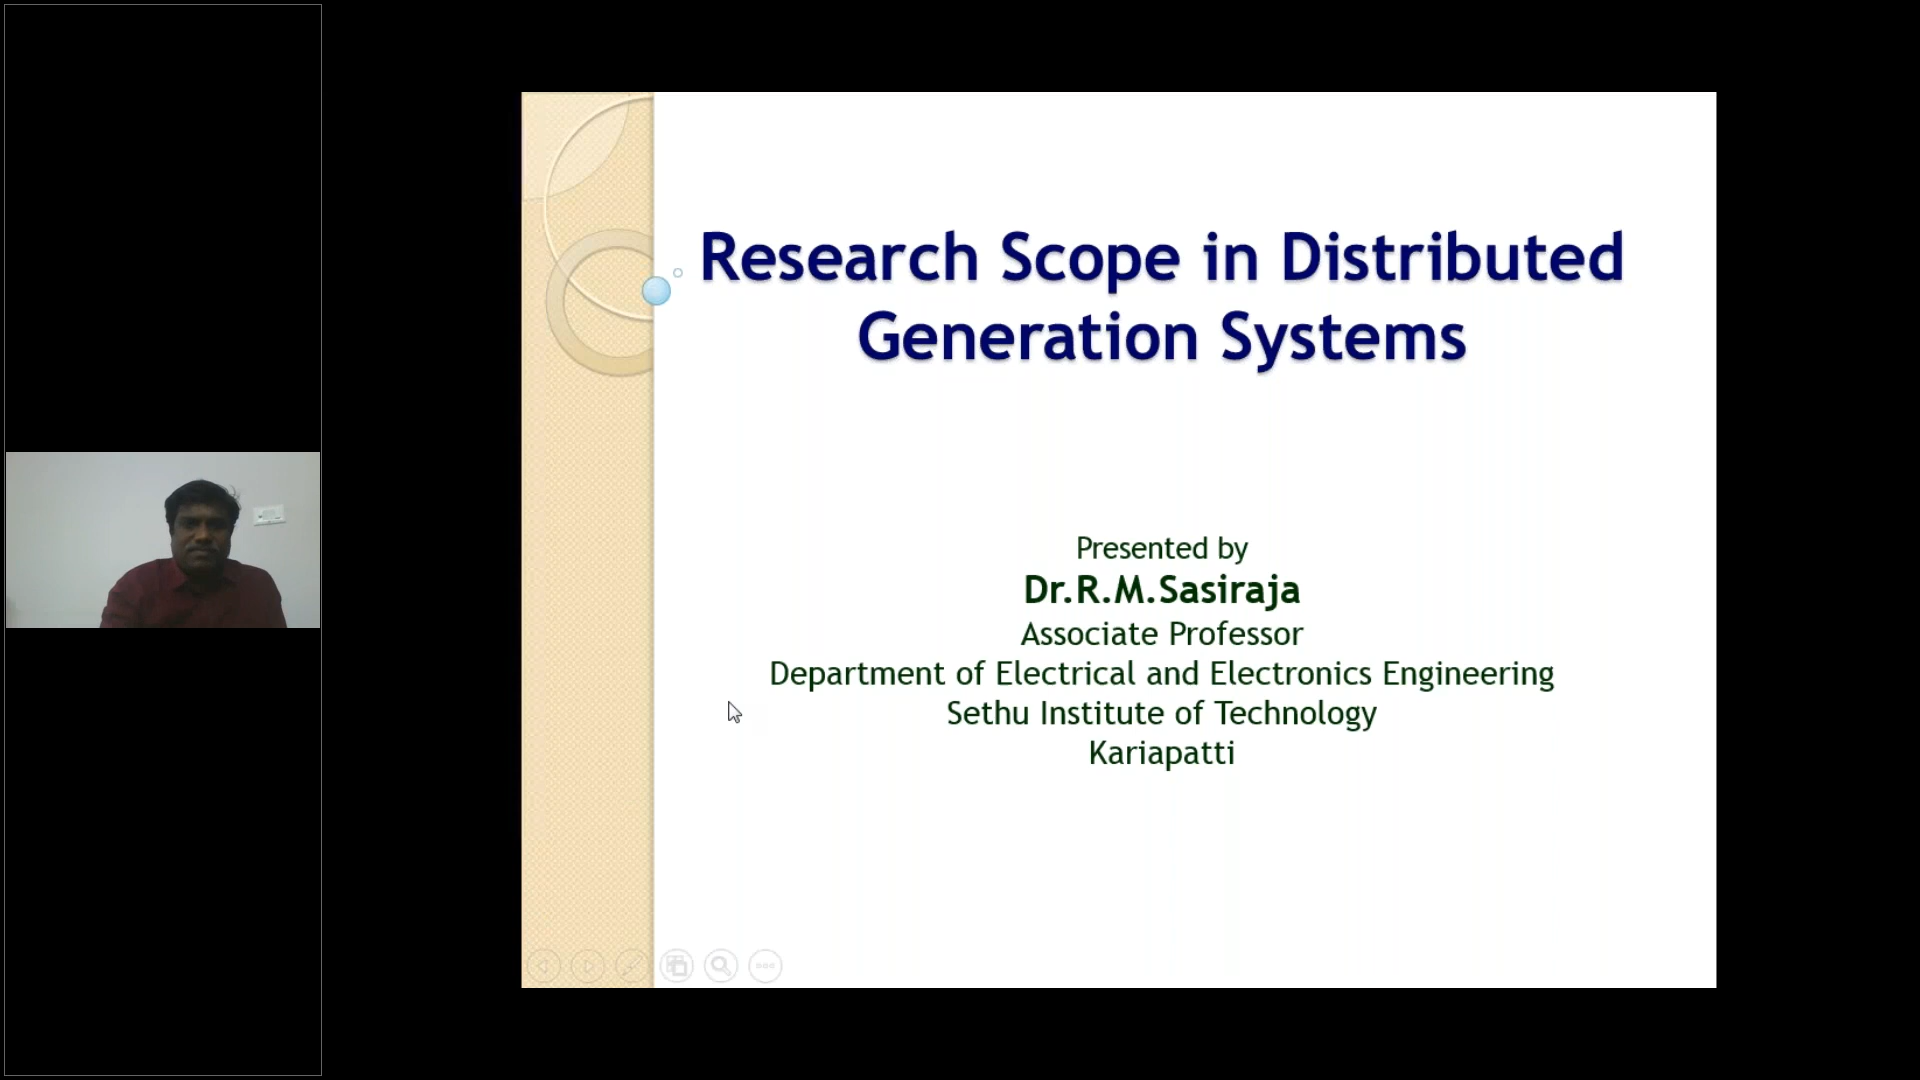 Research Scope in Distributed
Generation Systems
Presented by
Dr.R.M.Sasiraja
Associate Professor
Department of Electrical and Electronics Engineering
Sethu Institute of Technology
Kariapatti